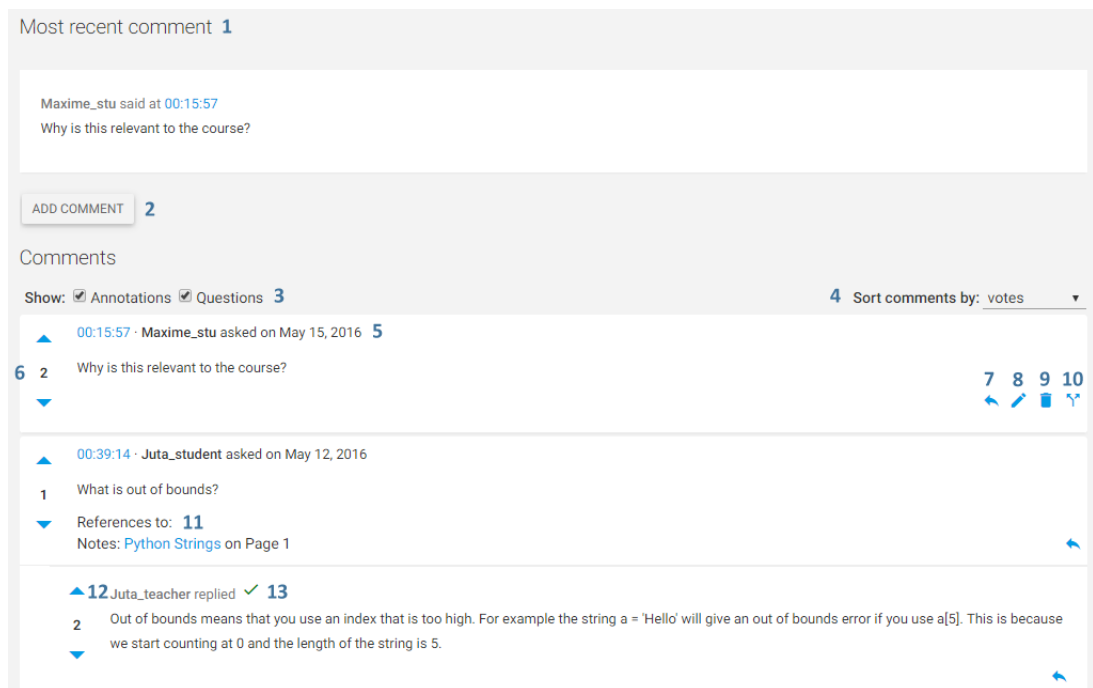 Most recent comment 1
Maxime_stu said at 00:15:57
Why is this relevant to the course?
ADD COMMENT 2
Comments
Show: Annotations Questions 3 4 Sort comments by: votes
00:15:57 · Maxime_stu asked on May 15, 2016 5
6 2 Why is this relevant to the course?
7 8 9 10
00:39:14 · Juta_student asked on May 12, 2016
1 What is out of bounds?
References to: 11
Notes: Python Strings on Page 1
12 Juta_teacher replied 13
2 Out of bounds means that you use an index that is too high. For example the string a = 'Hello' will give an out of bounds error if you use a[5]. This is because
we start counting at 0 and the length of the string is 5.